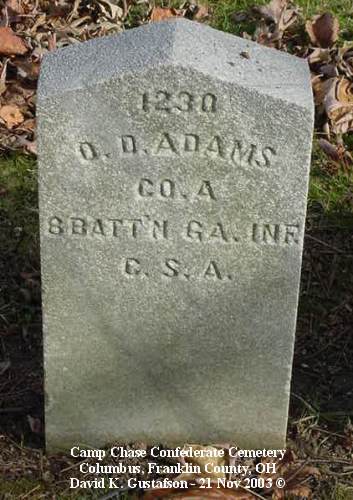 1230
O. D. ADAMS
CO. A
8 BATT'N GA. INF.
C. S. A.
Camp Chase Confederate Cemetery
Columbus, Franklin County, OH
David K. Gustafson - 21 Nov 2003 ©